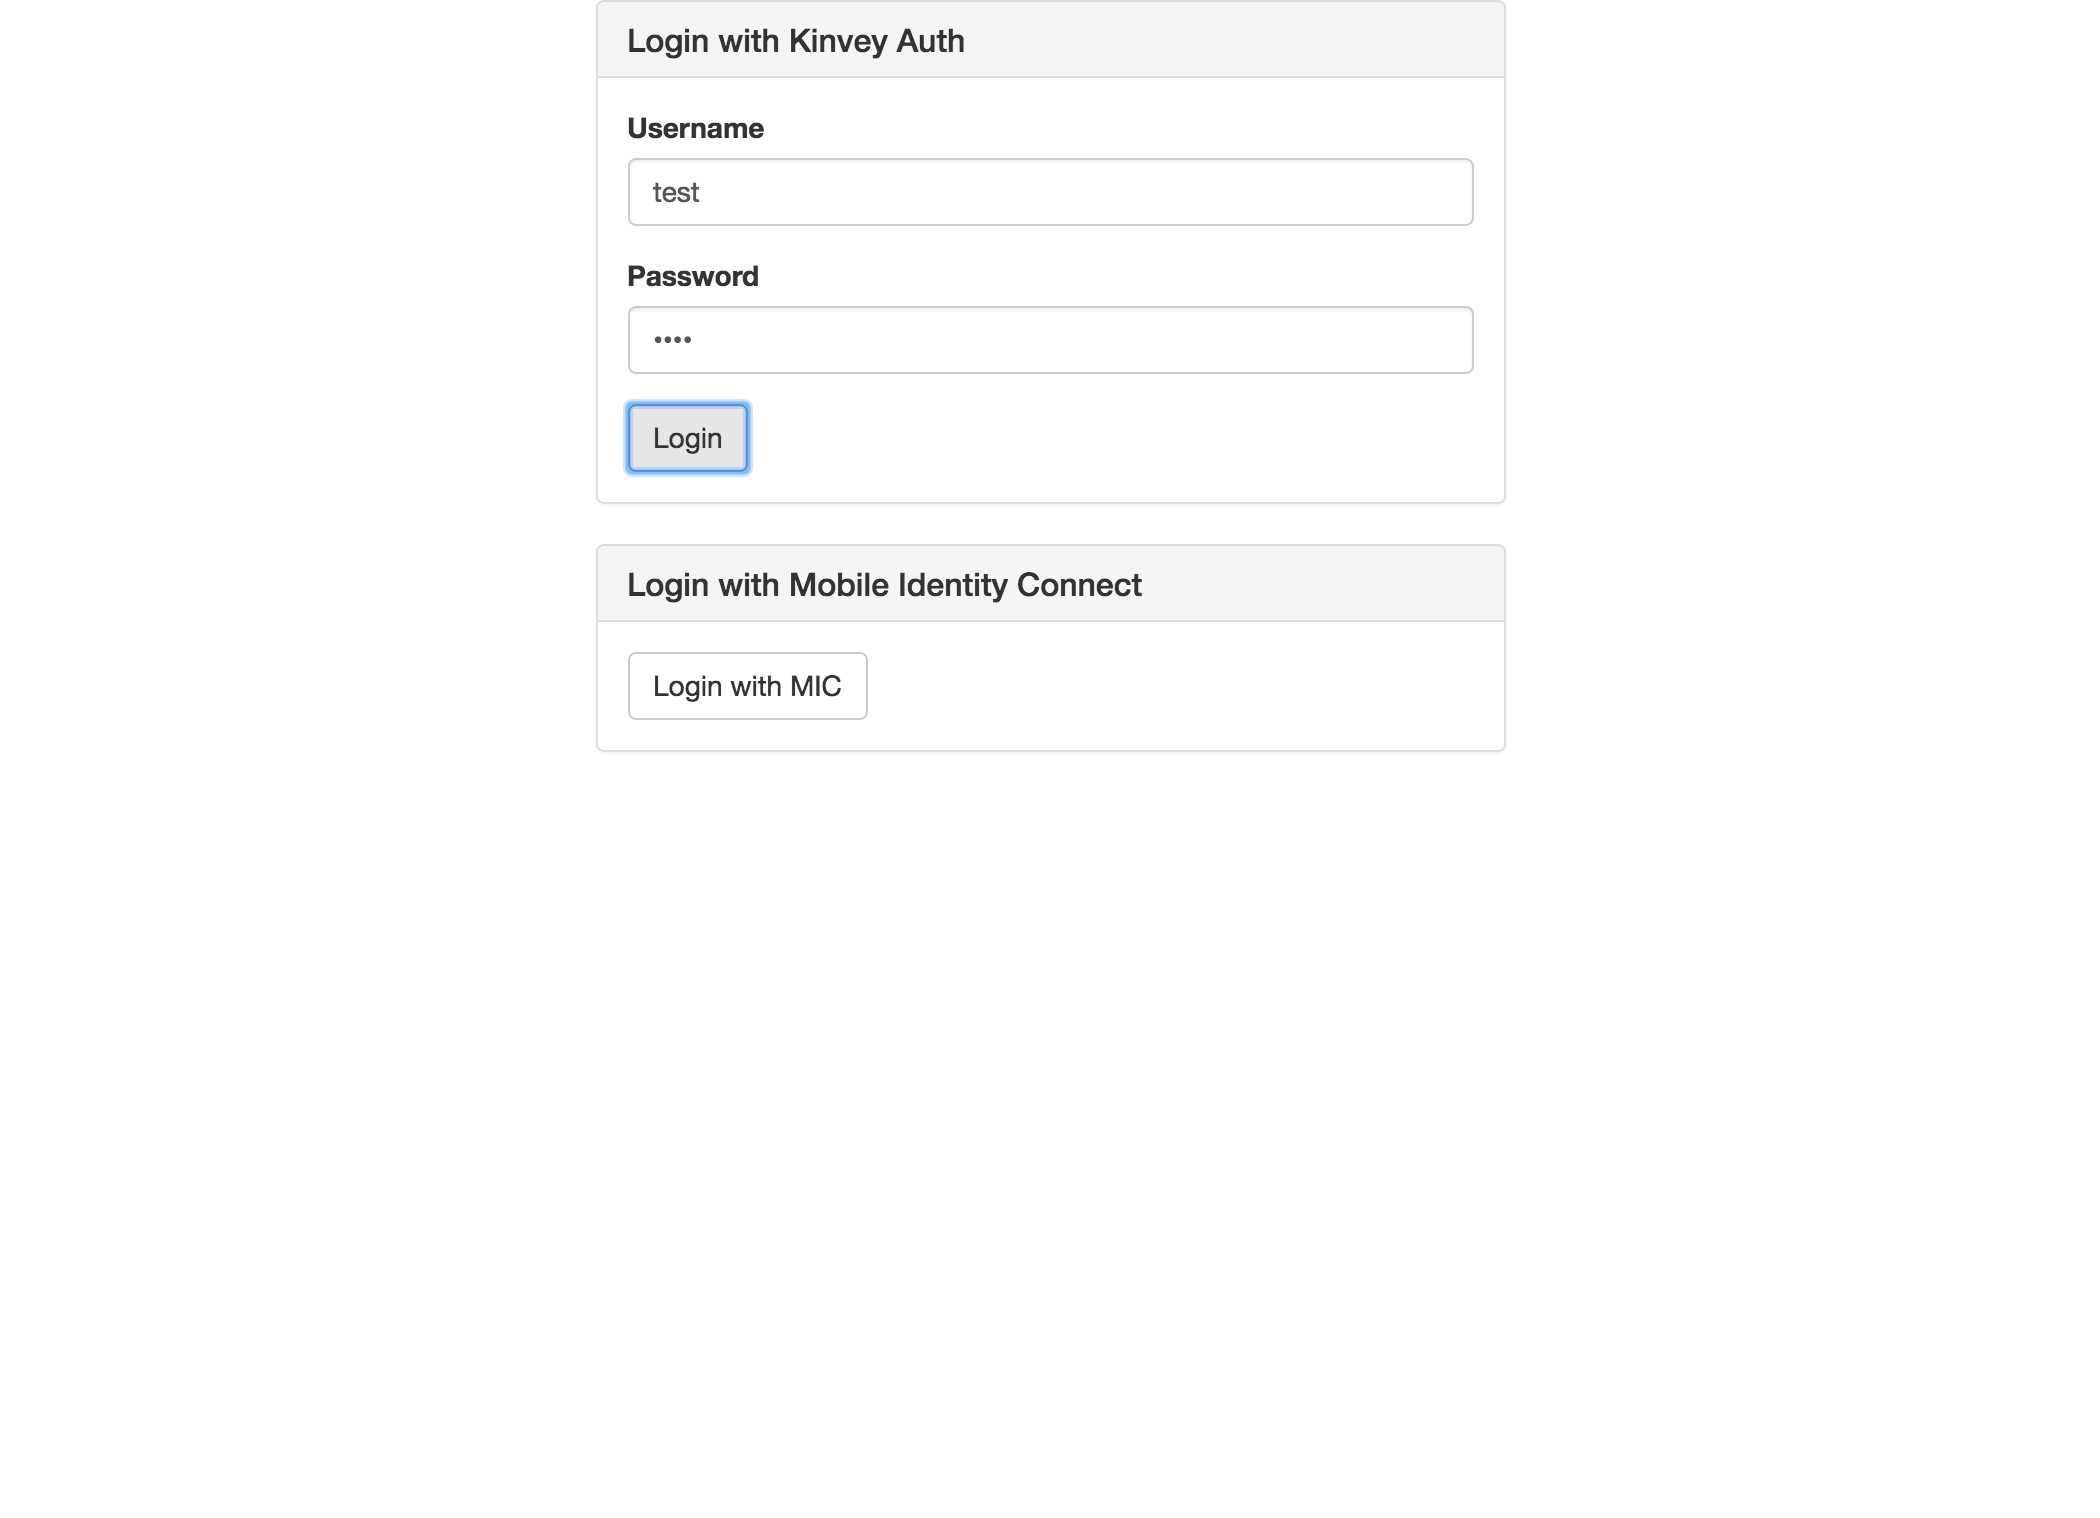 Login with Kinvey Auth
Username
test
Password
••••
Login
Login with Mobile Identity Connect
Login with MIC